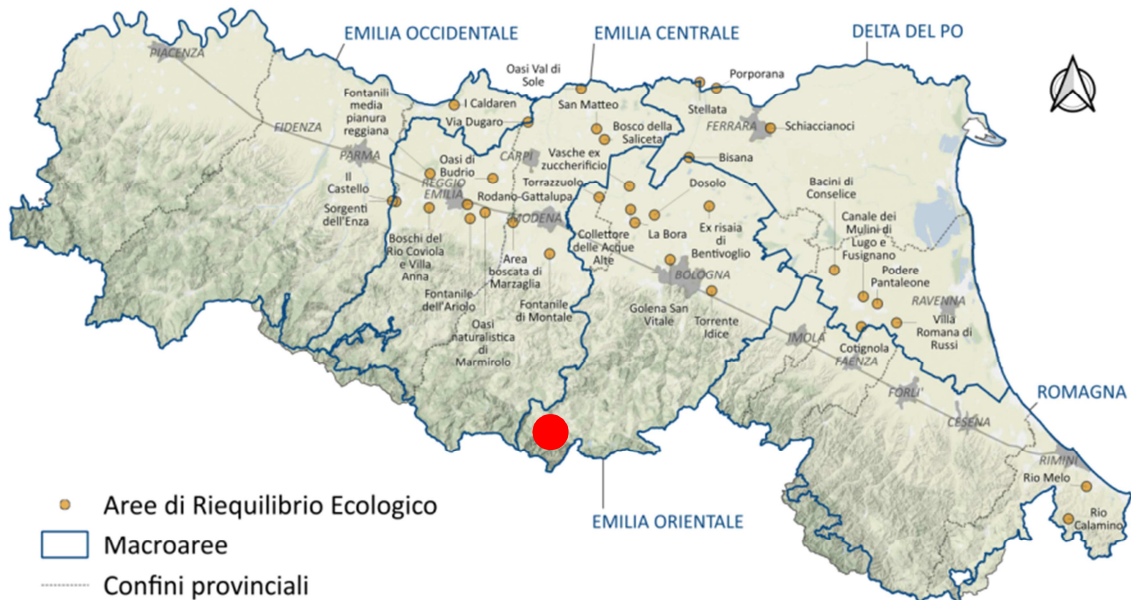 EMILIA OCCIDENTALE
EMILIA CENTRALE
DELTA DEL PO
PIACENZA
FIDENZA
PARMA
Fontanili
media
pianura
reggiana
I Caldaren
Via Dugaro
Oasi Val di
Sole
San Matteo
Bosco della
Saliceta
Porporana
Stellata
FERRARA
Schiaccianoci
Bisana
CARPI
Vasche ex
zuccherificio
Torrazzuolo
Oasi di
Budrio
REGGIO
EMILIA
Rodano-Gattalupa
MODENA
Il
Castello
Sorgenti
dell'Enza
Boschi del
Rio Coviola
e Villa
Anna
Fontanile
dell'Ariolo
Oasi
naturalistica
di
Marmirolo
Area
boscata di
Marzaglia
Fontanile
di Montale
Collettore
delle Acque
Alte
Dosolo
La Bora
Ex risaia
di
Bentivoglio
BOLOGNA
Golena San
Vitale
Torrente
Idice
Bacini di
Conselice
Canale dei
Mulini di
Lugo e
Fusignano
Podere
Pantaleone
RAVENNA
Villa
Romana di
Russi
IMOLA
Cotignola
FAENZA
FORLI'
CESENA
ROMAGNA
RIMINI
Rio Melo
Rio
Calamino
EMILIA ORIENTALE
Aree di Riequilibrio Ecologico
Macroaree
Confini provinciali